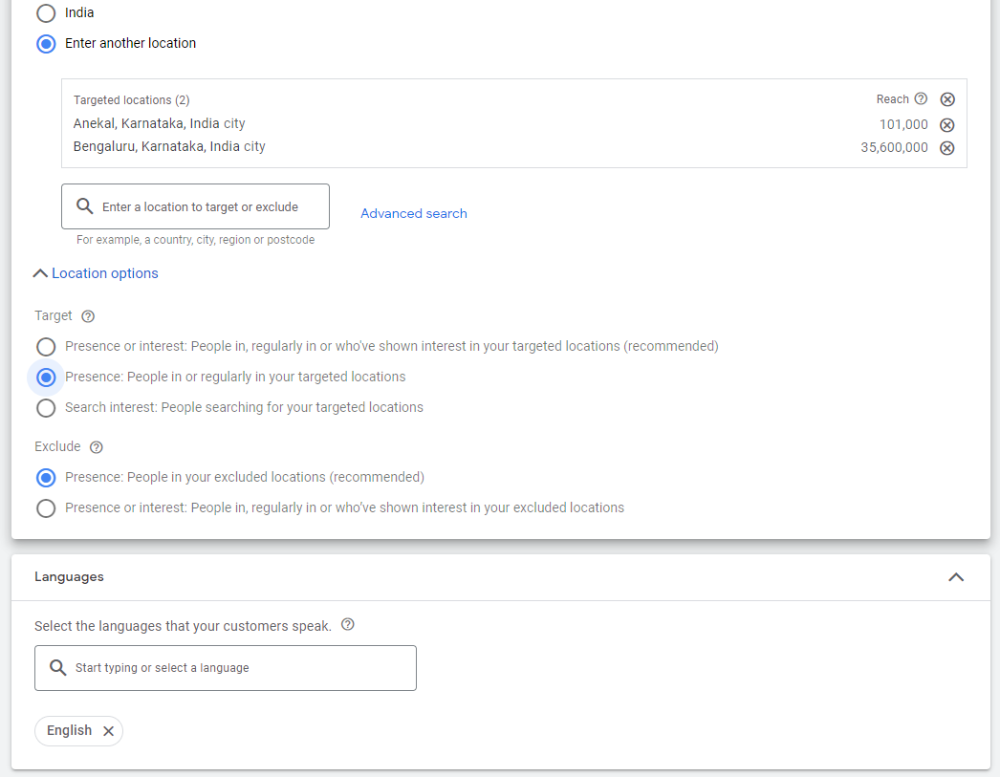 India
Enter another location
Targeted locations (2) Reach
Anekal, Karnataka, India city 101,000
Bengaluru, Karnataka, India city 35,600,000
Enter a location to target or exclude
Advanced search
For example, a country, city, region or postcode
Location options
Target
Presence or interest: People in, regularly in or who've shown interest in your targeted locations (recommended)
Presence: People in or regularly in your targeted locations
Search interest: People searching for your targeted locations
Exclude
Presence: People in your excluded locations (recommended)
Presence or interest: People in, regularly in or who've shown interest in your excluded locations
Languages
Select the languages that your customers speak.
Start typing or select a language
English